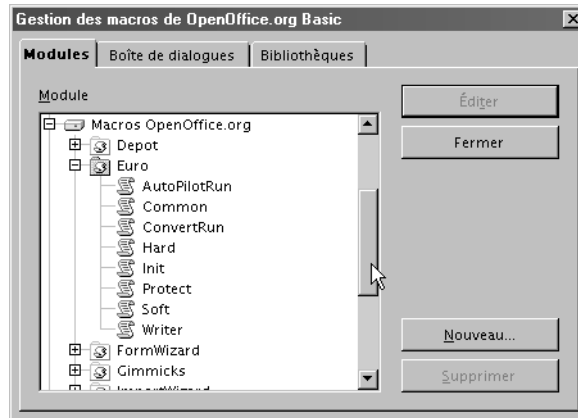 Gestion des macros de OpenOffice.org Basic
Modules Boîte de dialogues Bibliothèques
Module
Éditer
Macros OpenOffice.org
Depot
Fermer
Euro
AutoPilotRun
Common
ConvertRun
Hard
Init
Protect
Soft
Writer
Nouveau...
FormWizard
Gimmicks
ImportWizard
Supprimer